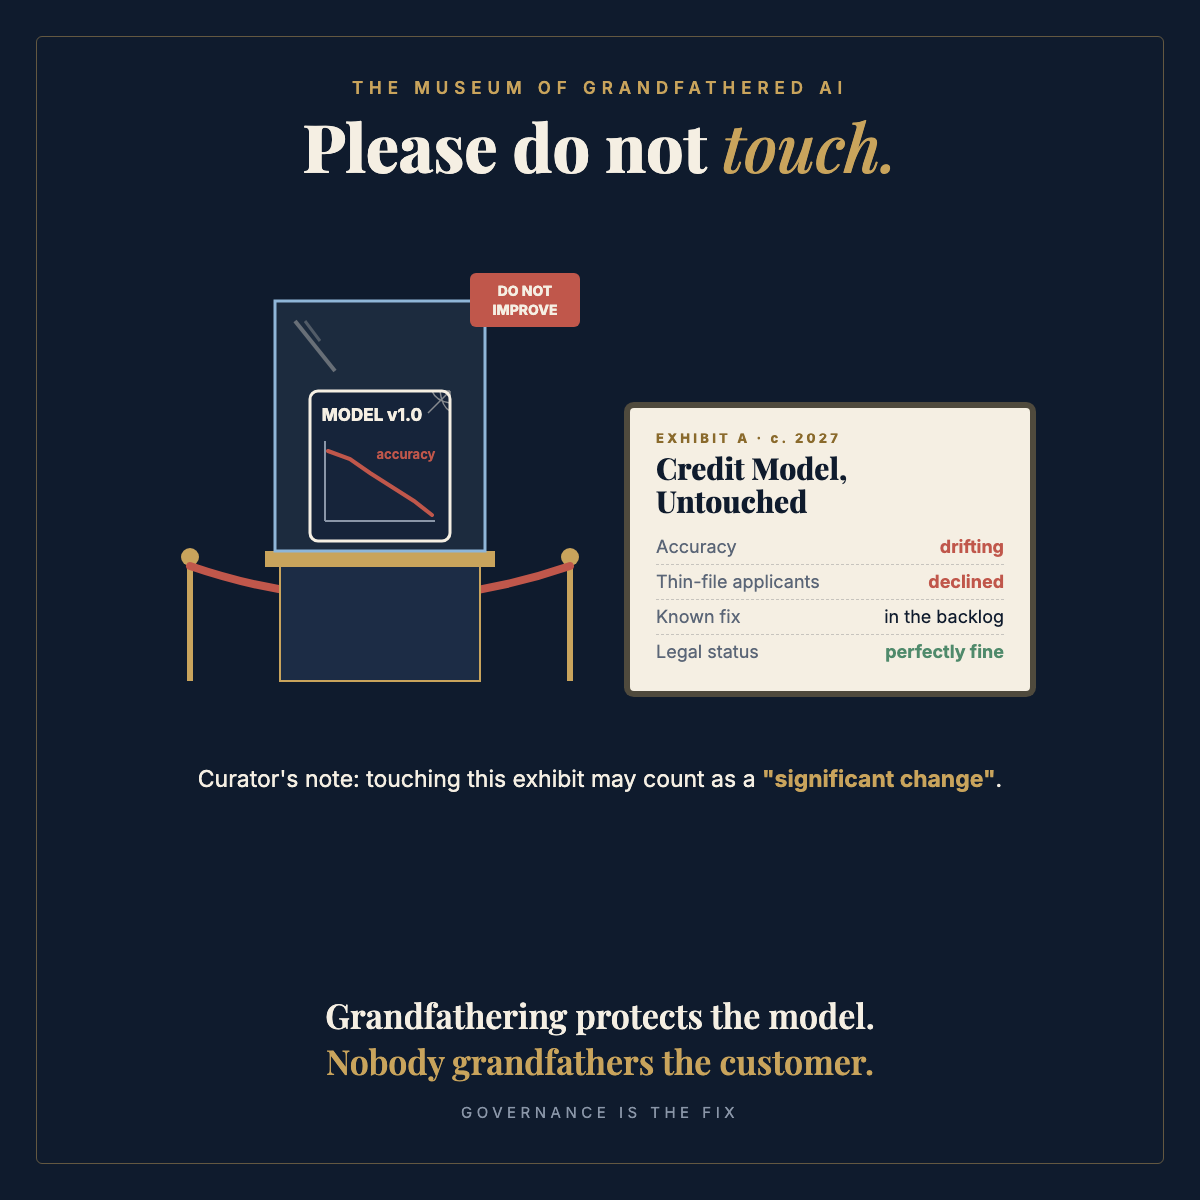 THE MUSEUM OF GRANDFATHERED AI
Please do not touch.
DO NOT
IMPROVE
MODEL v1.0
accuracy
EXHIBIT A · c. 2027
Credit Model,
Untouched
Accuracy drifting
Thin-file applicants declined
Known fix in the backlog
Legal status perfectly fine
Curator's note: touching this exhibit may count as a "significant change".
Grandfathering protects the model.
Nobody grandfathers the customer.
GOVERNANCE IS THE FIX